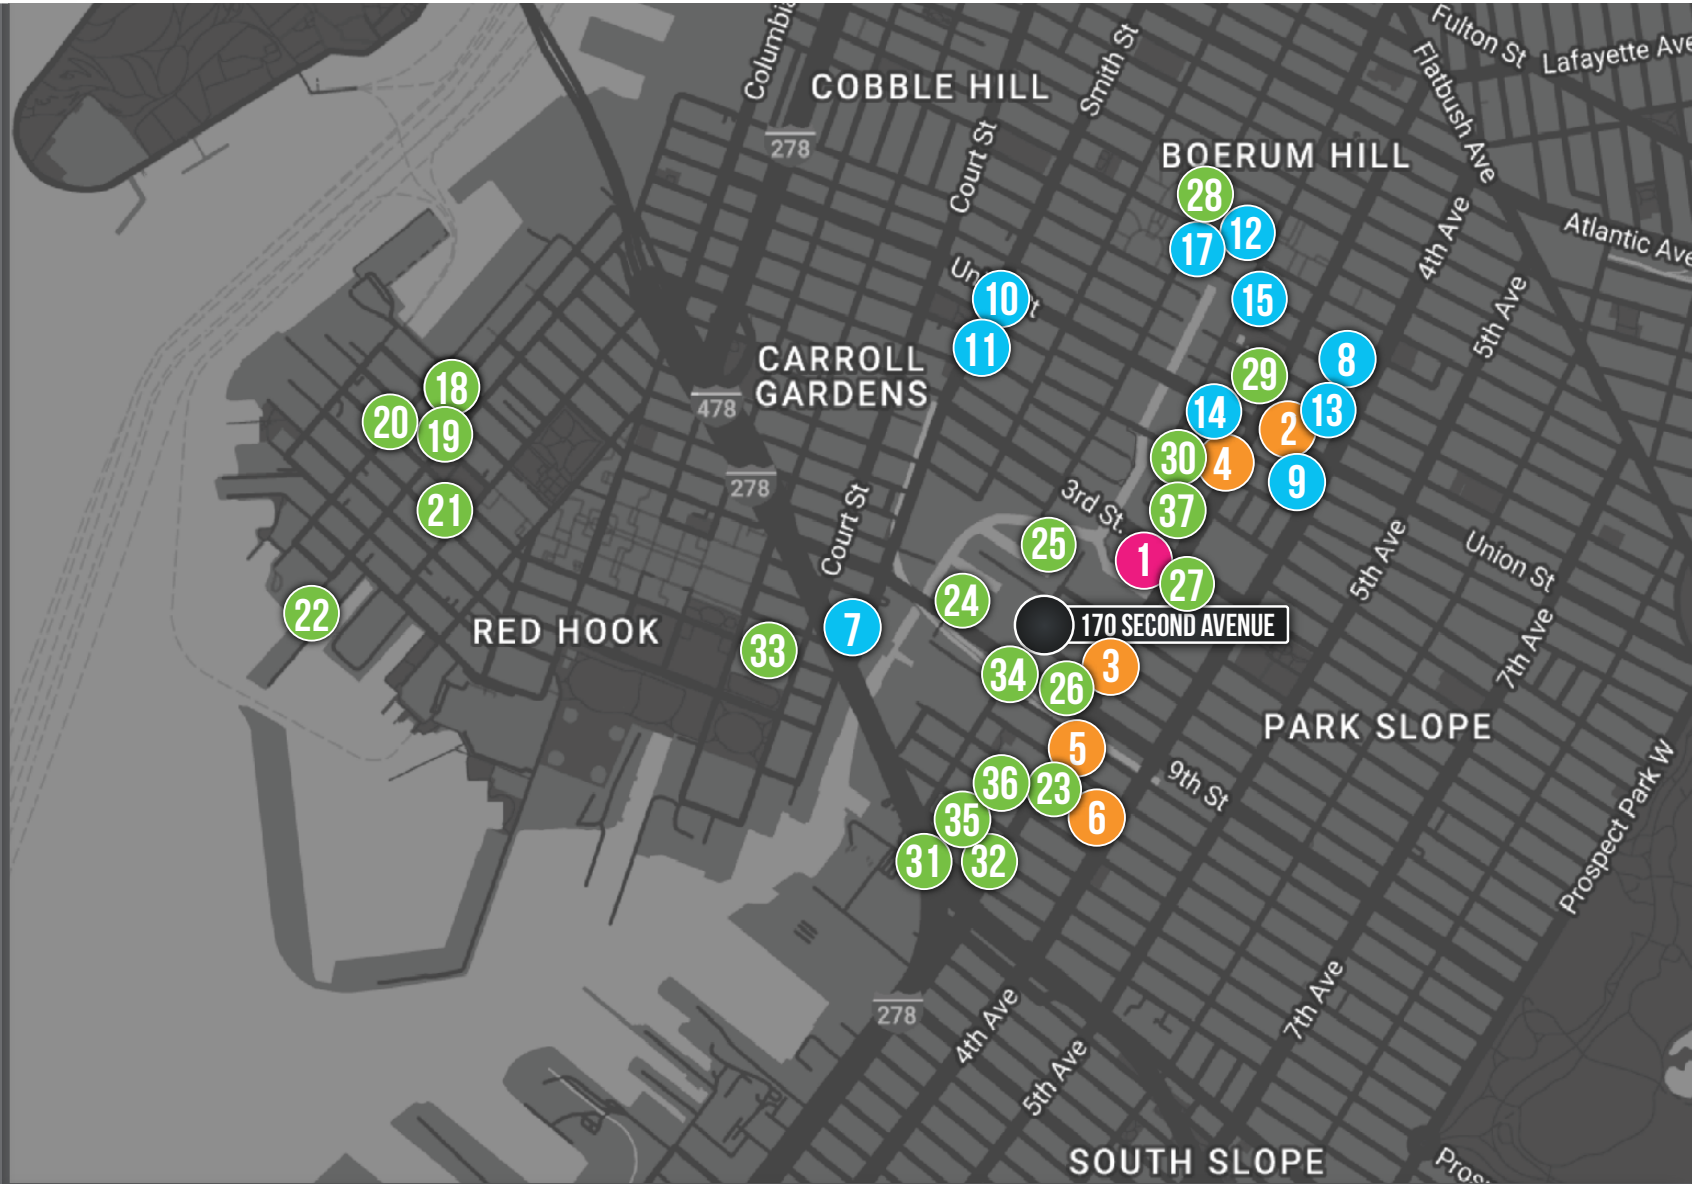 Columbia
Smith St
Fulton St
Lafayette Ave
Flatbush Ave
COBBLE HILL
278
Court St
BOERUM HILL
28
12
17
4th Ave
Atlantic Ave
10
15
5th Ave
11
CARROLL
GARDENS
478
29
8
14
13
2
18
20
19
30
4
9
278
3rd St.
37
21
Court St
25
1
27
Union St
5th Ave
24
22
RED HOOK
7
170 SECOND AVENUE
33
34
26
3
7th Ave
PARK SLOPE
5
36
23
9th St
6
35
31
32
Prospect Park W
278
4th Ave
7th Ave
5th Ave
SOUTH SLOPE